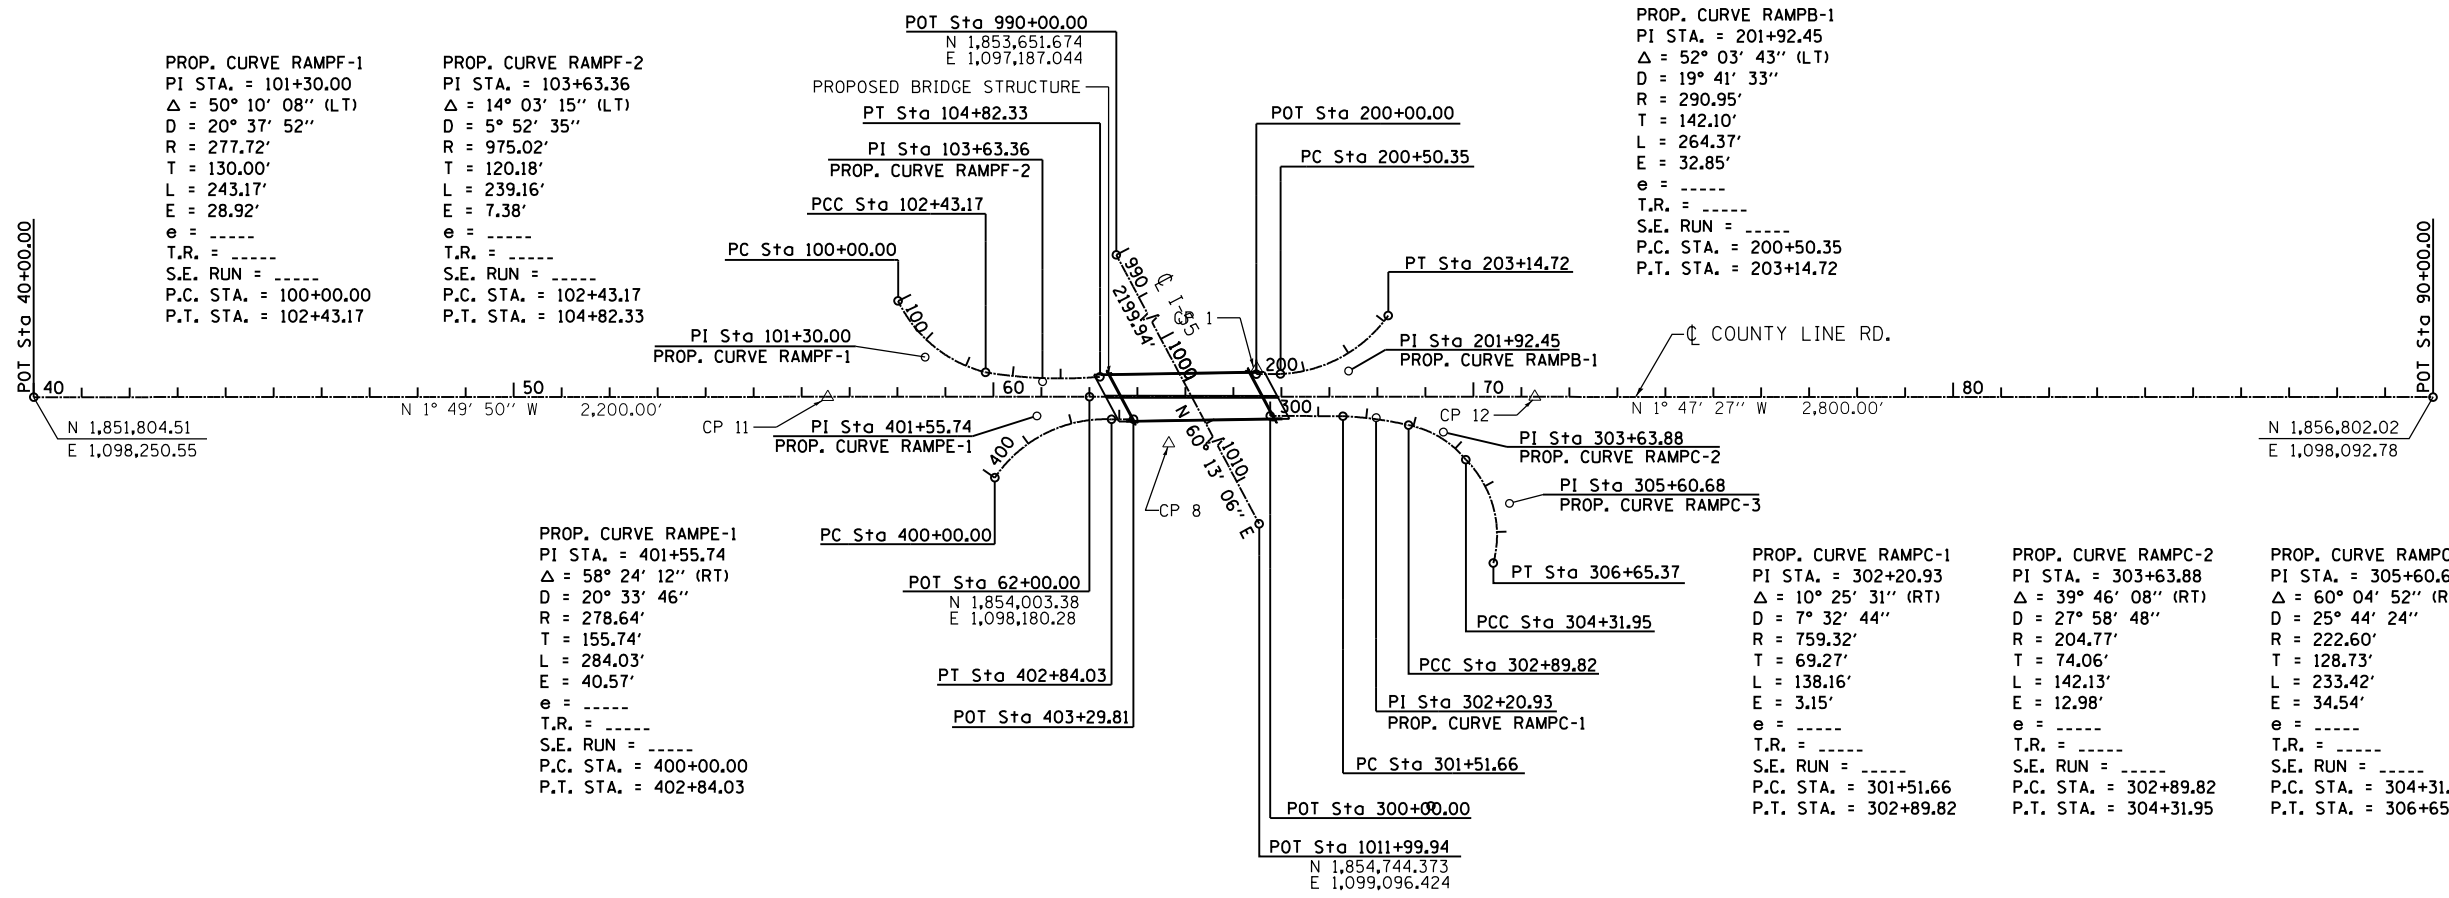 POT Sta 990+00.00
N 1,853,651.674
E 1,097,187.044
PROPOSED BRIDGE STRUCTURE
PT Sta 104+82.33
PI Sta 103+63.36
PROP. CURVE RAMPF-2
PCC Sta 102+43.17
PC Sta 100+00.00
PI Sta 101+30.00
PROP. CURVE RAMPF-1
PROP. CURVE RAMPF-1
PI STA. = 101+30.00
Δ = 50° 10' 08'' (LT)
D = 20° 37' 52''
R = 277.72'
T = 130.00'
L = 243.17'
E = 28.92'
e = -----
T.R. = -----
S.E. RUN = -----
P.C. STA. = 100+00.00
P.T. STA. = 102+43.17
PROP. CURVE RAMPF-2
PI STA. = 103+63.36
Δ = 14° 03' 15'' (LT)
D = 5° 52' 35''
R = 975.02'
T = 120.18'
L = 239.16'
E = 7.38'
e = -----
T.R. = -----
S.E. RUN = -----
P.C. STA. = 102+43.17
P.T. STA. = 104+82.33
POT Sta 200+00.00
PC Sta 200+50.35
PT Sta 203+14.72
PI Sta 201+92.45
PROP. CURVE RAMPB-1
PROP. CURVE RAMPB-1
PI STA. = 201+92.45
Δ = 52° 03' 43'' (LT)
D = 19° 41' 33''
R = 290.95'
T = 142.10'
L = 264.37'
E = 32.85'
e = -----
T.R. = -----
S.E. RUN = -----
P.C. STA. = 200+50.35
P.T. STA. = 203+14.72
℄ COUNTY LINE RD.
POT Sta 40+00.00
POT Sta 90+00.00
100
990
℄ I-35
2199.94'
1000
1
200
40
50
60
70
80
300
N 1° 49' 50'' W 2,200.00'
N 1° 47' 27'' W 2,800.00'
N 1,851,804.51
E 1,098,250.55
N 1,856,802.02
E 1,098,092.78
CP 11
CP 12
CP 8
N 60° 13' 06'' E
1010
400
PI Sta 401+55.74
PROP. CURVE RAMPE-1
PC Sta 400+00.00
POT Sta 62+00.00
N 1,854,003.38
E 1,098,180.28
PT Sta 402+84.03
POT Sta 403+29.81
PROP. CURVE RAMPE-1
PI STA. = 401+55.74
Δ = 58° 24' 12'' (RT)
D = 20° 33' 46''
R = 278.64'
T = 155.74'
L = 284.03'
E = 40.57'
e = -----
T.R. = -----
S.E. RUN = -----
P.C. STA. = 400+00.00
P.T. STA. = 402+84.03
PI Sta 303+63.88
PROP. CURVE RAMPC-2
PI Sta 305+60.68
PROP. CURVE RAMPC-3
PT Sta 306+65.37
PCC Sta 304+31.95
PCC Sta 302+89.82
PI Sta 302+20.93
PROP. CURVE RAMPC-1
PC Sta 301+51.66
POT Sta 300+00.00
POT Sta 1011+99.94
N 1,854,744.373
E 1,099,096.424
PROP. CURVE RAMPC-1
PI STA. = 302+20.93
Δ = 10° 25' 31'' (RT)
D = 7° 32' 44''
R = 759.32'
T = 69.27'
L = 138.16'
E = 3.15'
e = -----
T.R. = -----
S.E. RUN = -----
P.C. STA. = 301+51.66
P.T. STA. = 302+89.82
PROP. CURVE RAMPC-2
PI STA. = 303+63.88
Δ = 39° 46' 08'' (RT)
D = 27° 58' 48''
R = 204.77'
T = 74.06'
L = 142.13'
E = 12.98'
e = -----
T.R. = -----
S.E. RUN = -----
P.C. STA. = 302+89.82
P.T. STA. = 304+31.95
PROP. CURVE RAMPC
PI STA. = 305+60.6
Δ = 60° 04' 52'' (R
D = 25° 44' 24''
R = 222.60'
T = 128.73'
L = 233.42'
E = 34.54'
e = -----
T.R. = -----
S.E. RUN = -----
P.C. STA. = 304+31.
P.T. STA. = 306+65